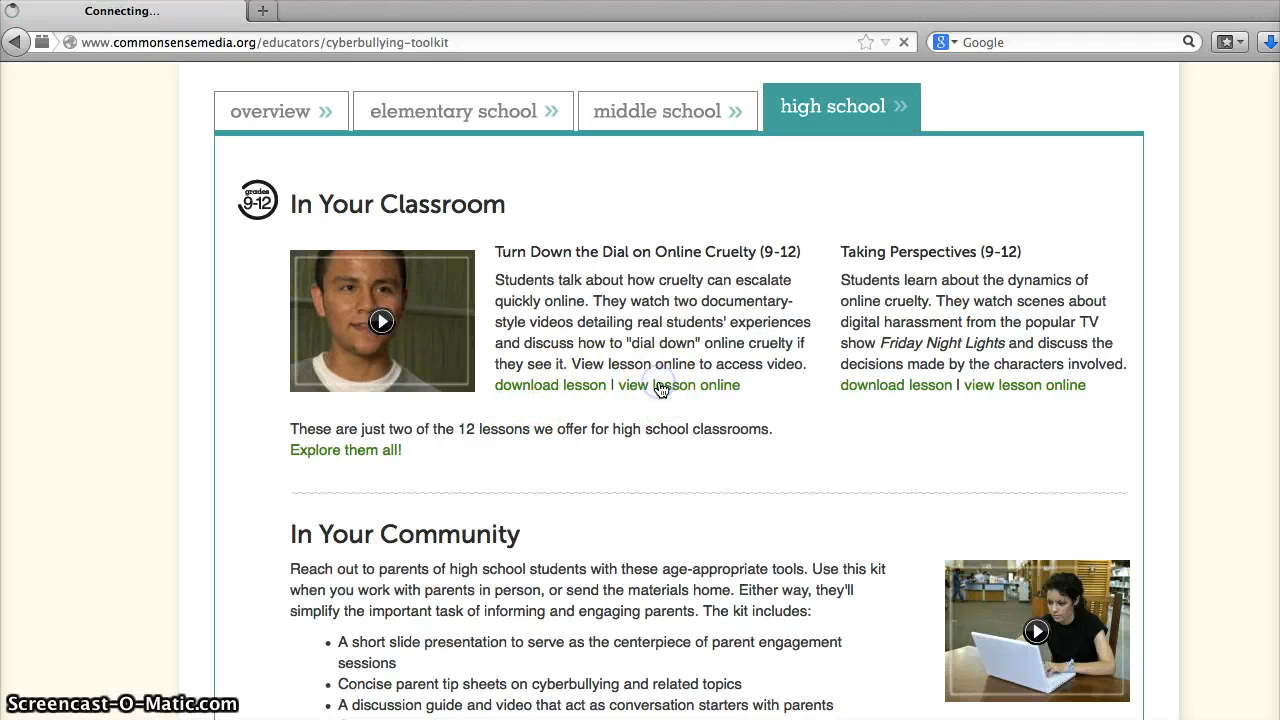 Connecting...
www.commonsensemedia.org/educators/cyberbullying-toolkit
Google
overview »
elementary school »
middle school »
high school »
grades
9-12
In Your Classroom
Turn Down the Dial on Online Cruelty (9-12)
Students talk about how cruelty can escalate
quickly online. They watch two documentary-
style videos detailing real students' experiences
and discuss how to "dial down" online cruelty if
they see it. View lesson online to access video.
download lesson | view lesson online
Taking Perspectives (9-12)
Students learn about the dynamics of
online cruelty. They watch scenes about
digital harassment from the popular TV
show Friday Night Lights and discuss the
decisions made by the characters involved.
download lesson | view lesson online
These are just two of the 12 lessons we offer for high school classrooms.
Explore them all!
In Your Community
Reach out to parents of high school students with these age-appropriate tools. Use this kit
when you work with parents in person, or send the materials home. Either way, they'll
simplify the important task of informing and engaging parents. The kit includes:
• A short slide presentation to serve as the centerpiece of parent engagement
sessions
• Concise parent tip sheets on cyberbullying and related topics
• A discussion guide and video that act as conversation starters with parents
Screencast-O-Matic.com